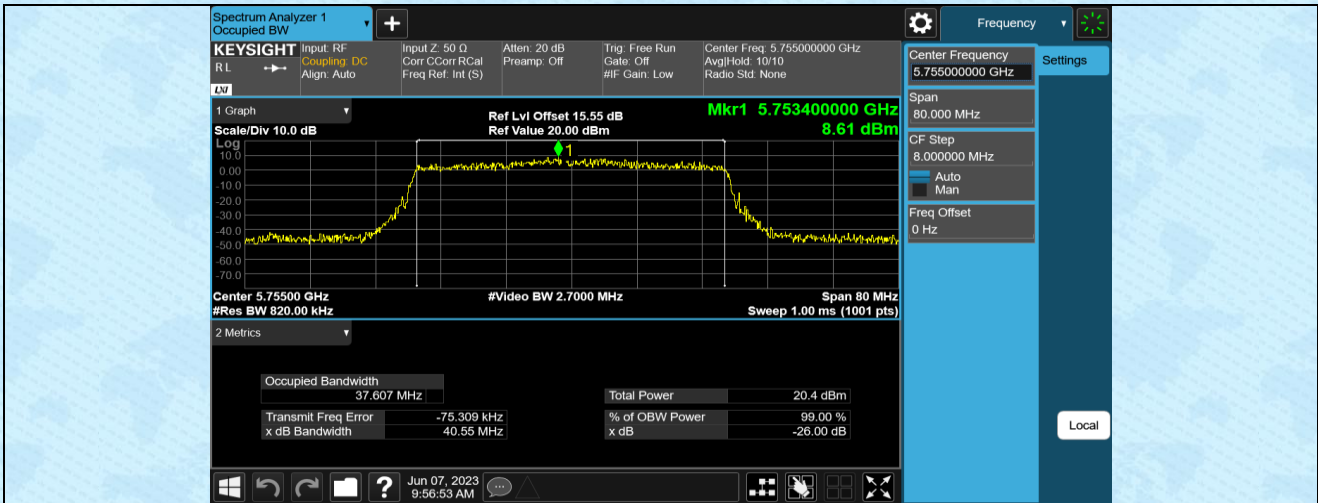 Spectrum Analyzer 1
Occupied BW
Frequency
KEYSIGHT
R L
LXI
Input: RF
Coupling: DC
Align: Auto
Input Z: 50 Ω
Corr CCorr RCal
Freq Ref: Int (S)
Atten: 20 dB
Preamp: Off
Trig: Free Run
Gate: Off
#IF Gain: Low
Center Freq: 5.755000000 GHz
Avg|Hold: 10/10
Radio Std: None
Center Frequency
5.755000000 GHz
Settings
Span
80.000 MHz
CF Step
8.000000 MHz
Auto
Man
Freq Offset
0 Hz
1 Graph
Scale/Div 10.0 dB
Ref Lvl Offset 15.55 dB
Ref Value 20.00 dBm
Mkr1 5.753400000 GHz
8.61 dBm
Log
1
10.0
0.00
-10.0
-20.0
-30.0
-40.0
-50.0
-60.0
-70.0
Center 5.75500 GHz
#Res BW 820.00 kHz
#Video BW 2.7000 MHz
Span 80 MHz
Sweep 1.00 ms (1001 pts)
2 Metrics
Occupied Bandwidth
37.607 MHz
Transmit Freq Error -75.309 kHz
x dB Bandwidth 40.55 MHz
Total Power 20.4 dBm
% of OBW Power 99.00 %
x dB -26.00 dB
Local
?
Jun 07, 2023
9:56:53 AM